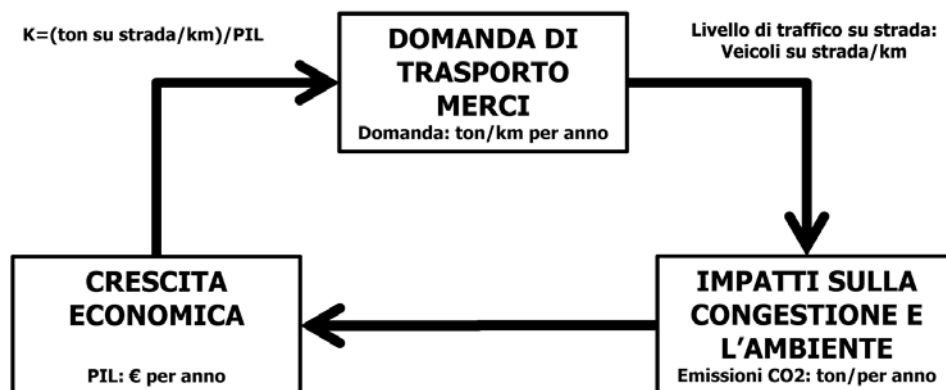 K=(ton su strada/km)/PIL
DOMANDA DI
TRASPORTO
MERCI
Domanda: ton/km per anno
Livello di traffico su strada:
Veicoli su strada/km
CRESCITA
ECONOMICA
PIL: € per anno
IMPATTI SULLA
CONGESTIONE E
L'AMBIENTE
Emissioni CO2: ton/per anno